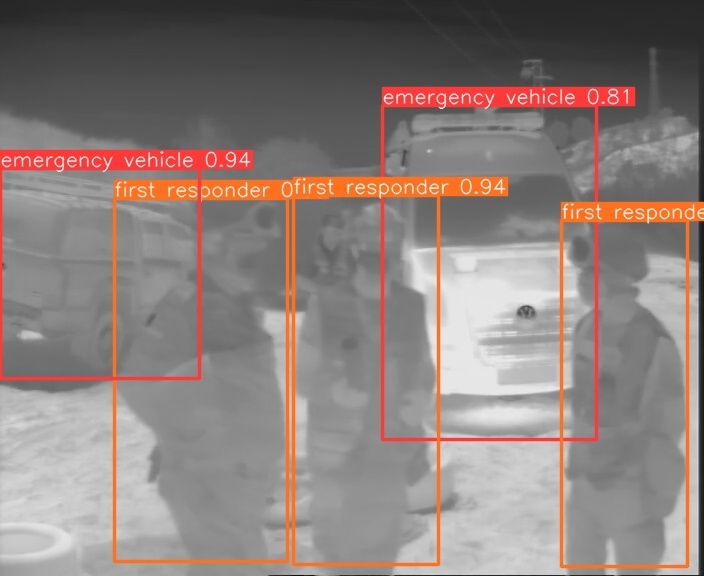 emergency vehicle 0.81
emergency vehicle 0.94
first responder 0
first responder 0.94
first responde